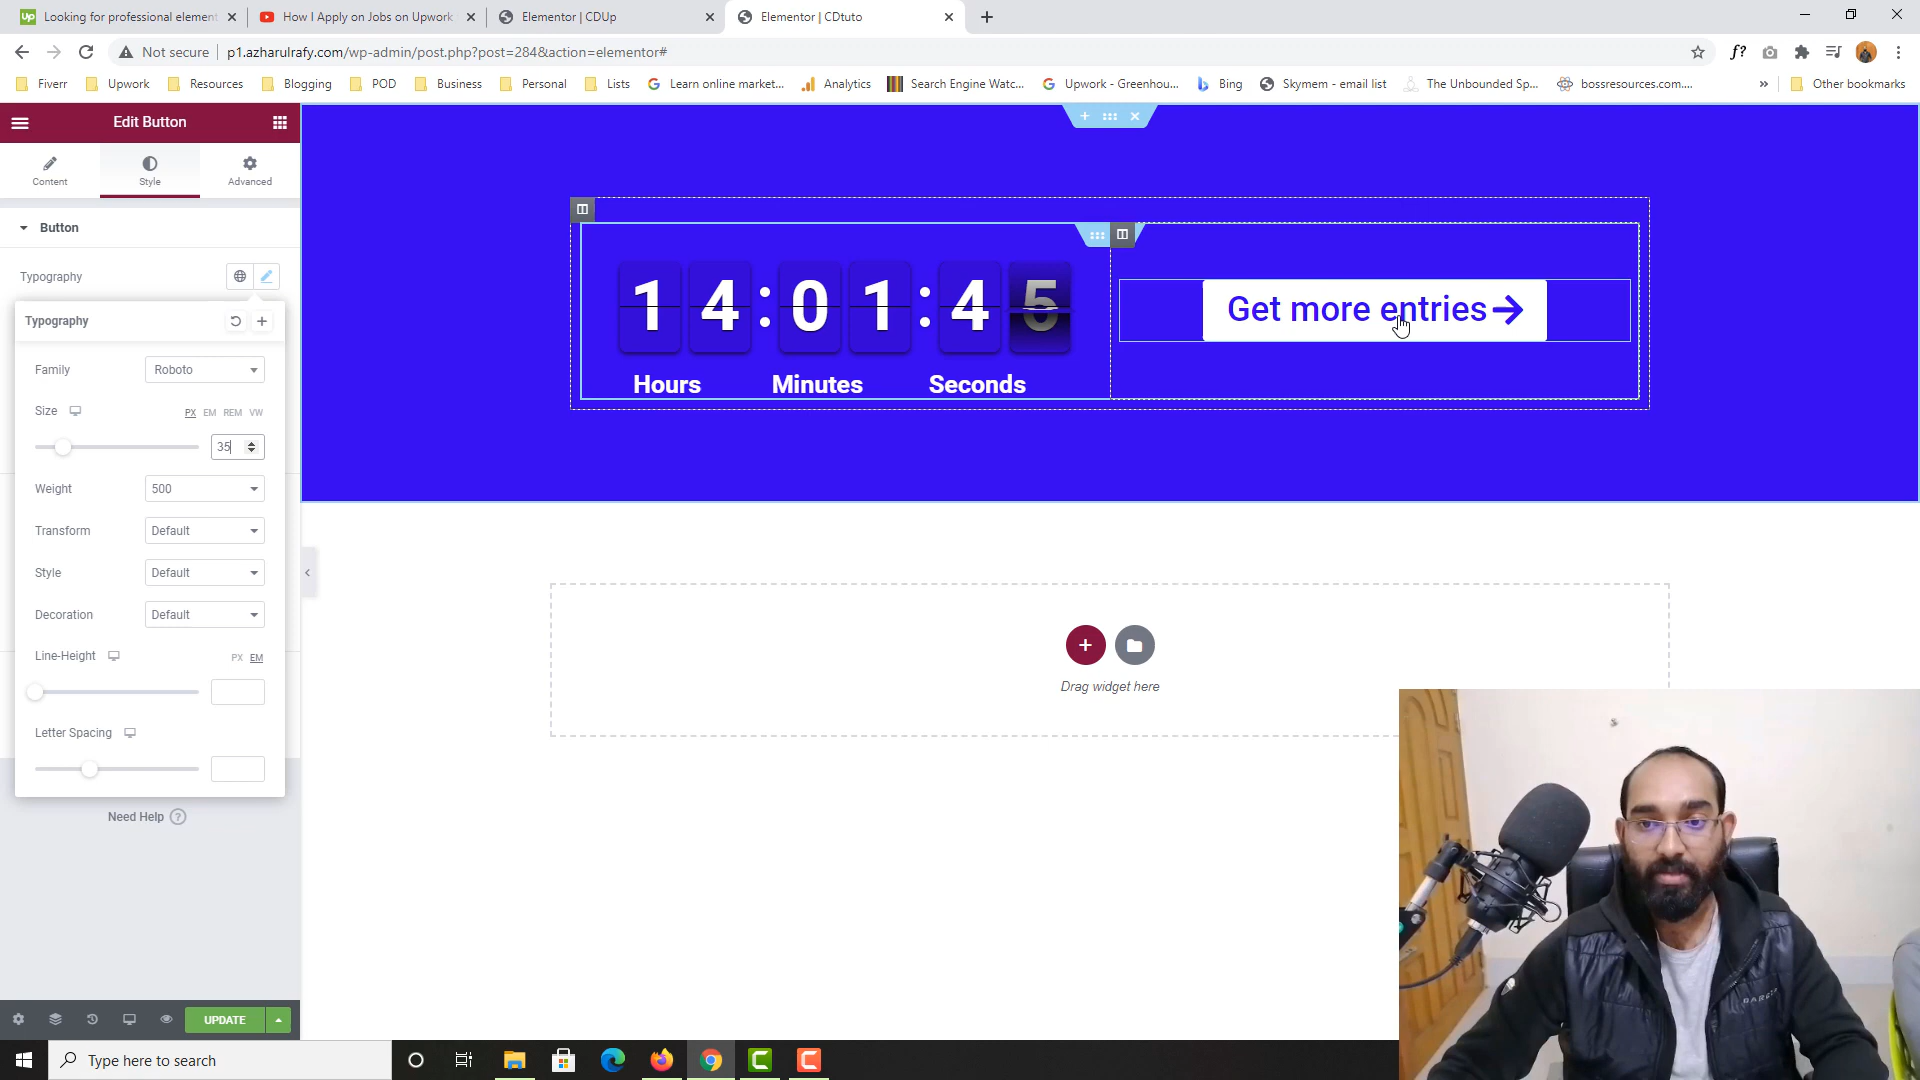 Up Looking for professional element
How I Apply on Jobs on Upwork
Elementor | CDUp
Elementor | CDtuto
Not secure | p1.azharulrafy.com/wp-admin/post.php?post=284&action=elementor#
f?
Fiverr
Upwork
Resources
Blogging
POD
Business
Personal
Lists
Learn online market...
Analytics
Search Engine Watc...
Upwork - Greenhou...
Bing
Skymem - email list
The Unbounded Sp...
bossresources.com....
»
Other bookmarks
Edit Button
Content
Style
Advanced
Button
Typography
Typography
Family
Roboto
Size
PX EM REM VW
35
Weight
500
Transform
Default
Style
Default
Decoration
Default
Line-Height
PX EM
Letter Spacing
Need Help ?
UPDATE
14:01:4
Hours
Minutes
Seconds
Get more entries
Drag widget here
Type here to search